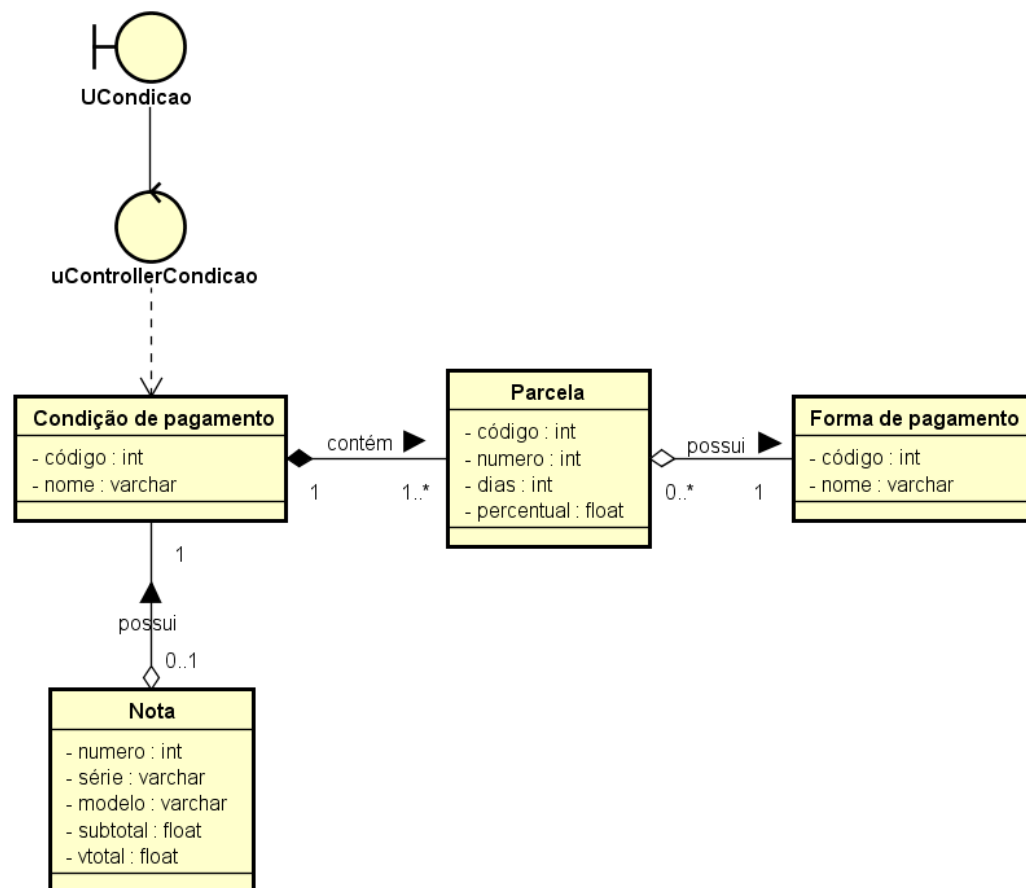 UCondicao
uControllerCondicao
Condição de pagamento
- código : int
- nome : varchar
contém
1
1..*
Parcela
- código : int
- numero : int
- dias : int
- percentual : float
possui
0..*
1
Forma de pagamento
- código : int
- nome : varchar
1
possui
0..1
Nota
- numero : int
- série : varchar
- modelo : varchar
- subtotal : float
- vtotal : float